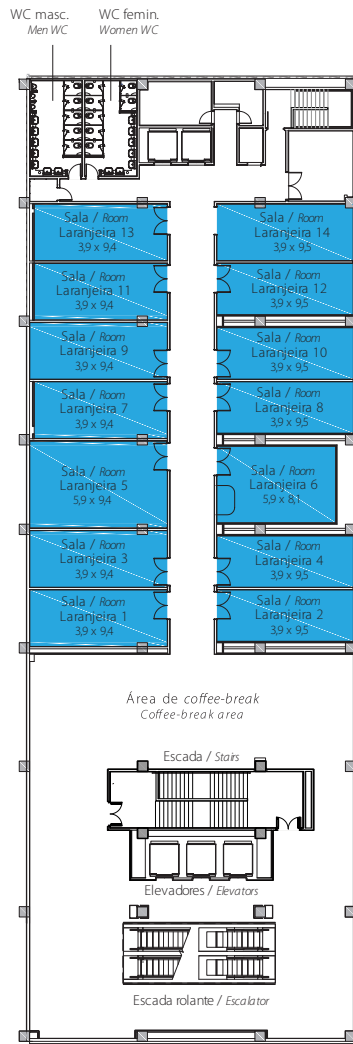 WC masc.
Men WC
WC femin.
Women WC
Sala / Room
Laranjeira 13
3,9 x 9,4
Sala / Room
Laranjeira 14
3,9 x 9,5
Sala / Room
Laranjeira 11
3,9 x 9,4
Sala / Room
Laranjeira 12
3,9 x 9,5
Sala / Room
Laranjeira 9
3,9 x 9,4
Sala / Room
Laranjeira 10
3,9 x 9,5
Sala / Room
Laranjeira 7
3,9 x 9,4
Sala / Room
Laranjeira 8
3,9 x 9,5
Sala / Room
Laranjeira 5
5,9 x 9,4
Sala / Room
Laranjeira 6
5,9 x 8,1
Sala / Room
Laranjeira 3
3,9 x 9,4
Sala / Room
Laranjeira 4
3,9 x 9,5
Sala / Room
Laranjeira 1
3,9 x 9,4
Sala / Room
Laranjeira 2
3,9 x 9,5
Área de coffee-break
Coffee-break area
Escada / Stairs
Elevadores / Elevators
Escada rolante / Escalator